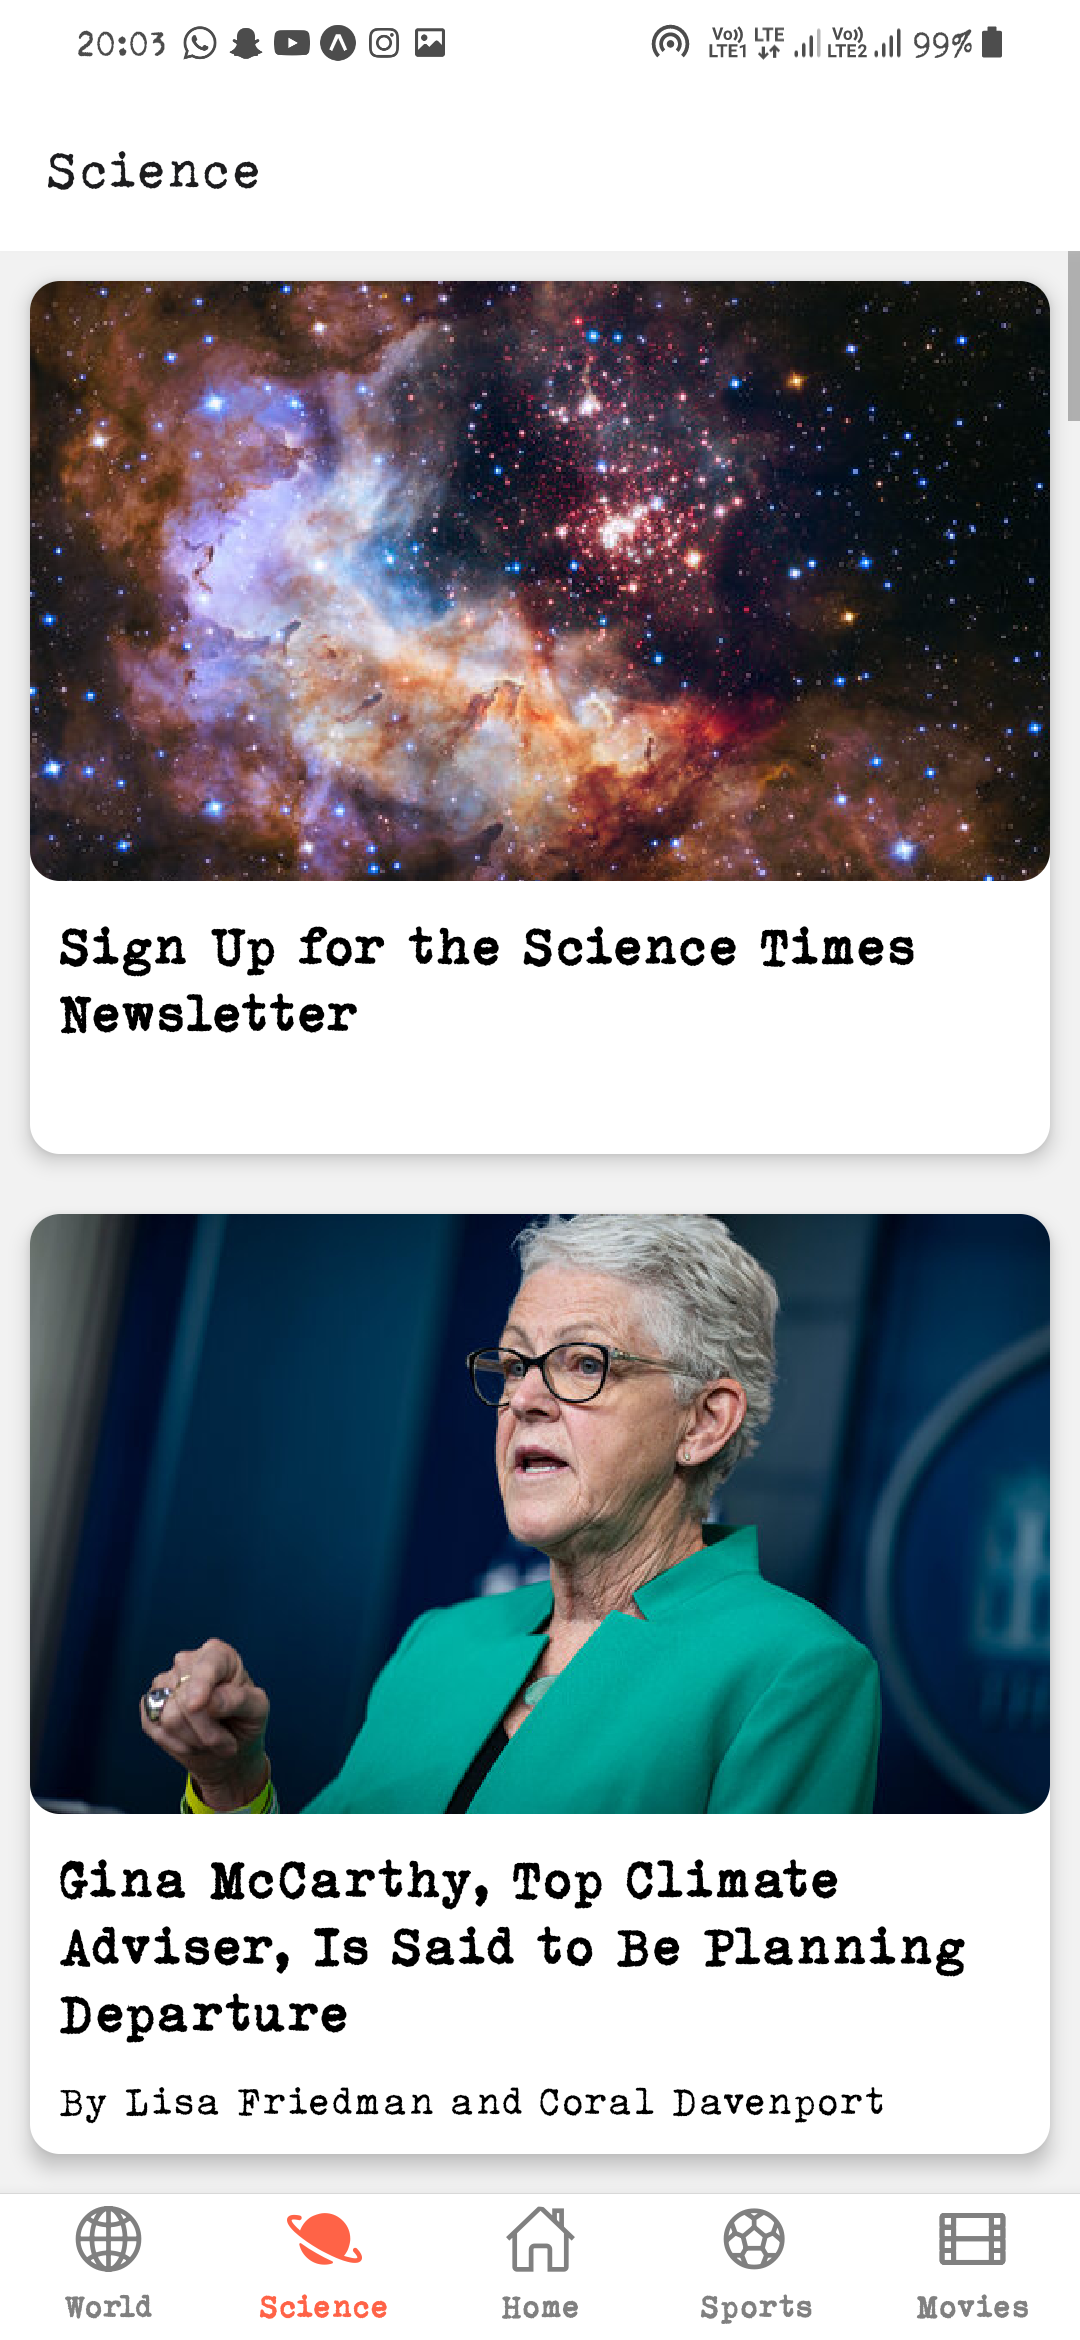 20:03 Vo)) LTE1 LTE Vo)) LTE2 99%
Science
Sign Up for the Science Times
Newsletter
Gina McCarthy, Top Climate
Adviser, Is Said to Be Planning
Departure
By Lisa Friedman and Coral Davenport
World Science Home Sports Movies